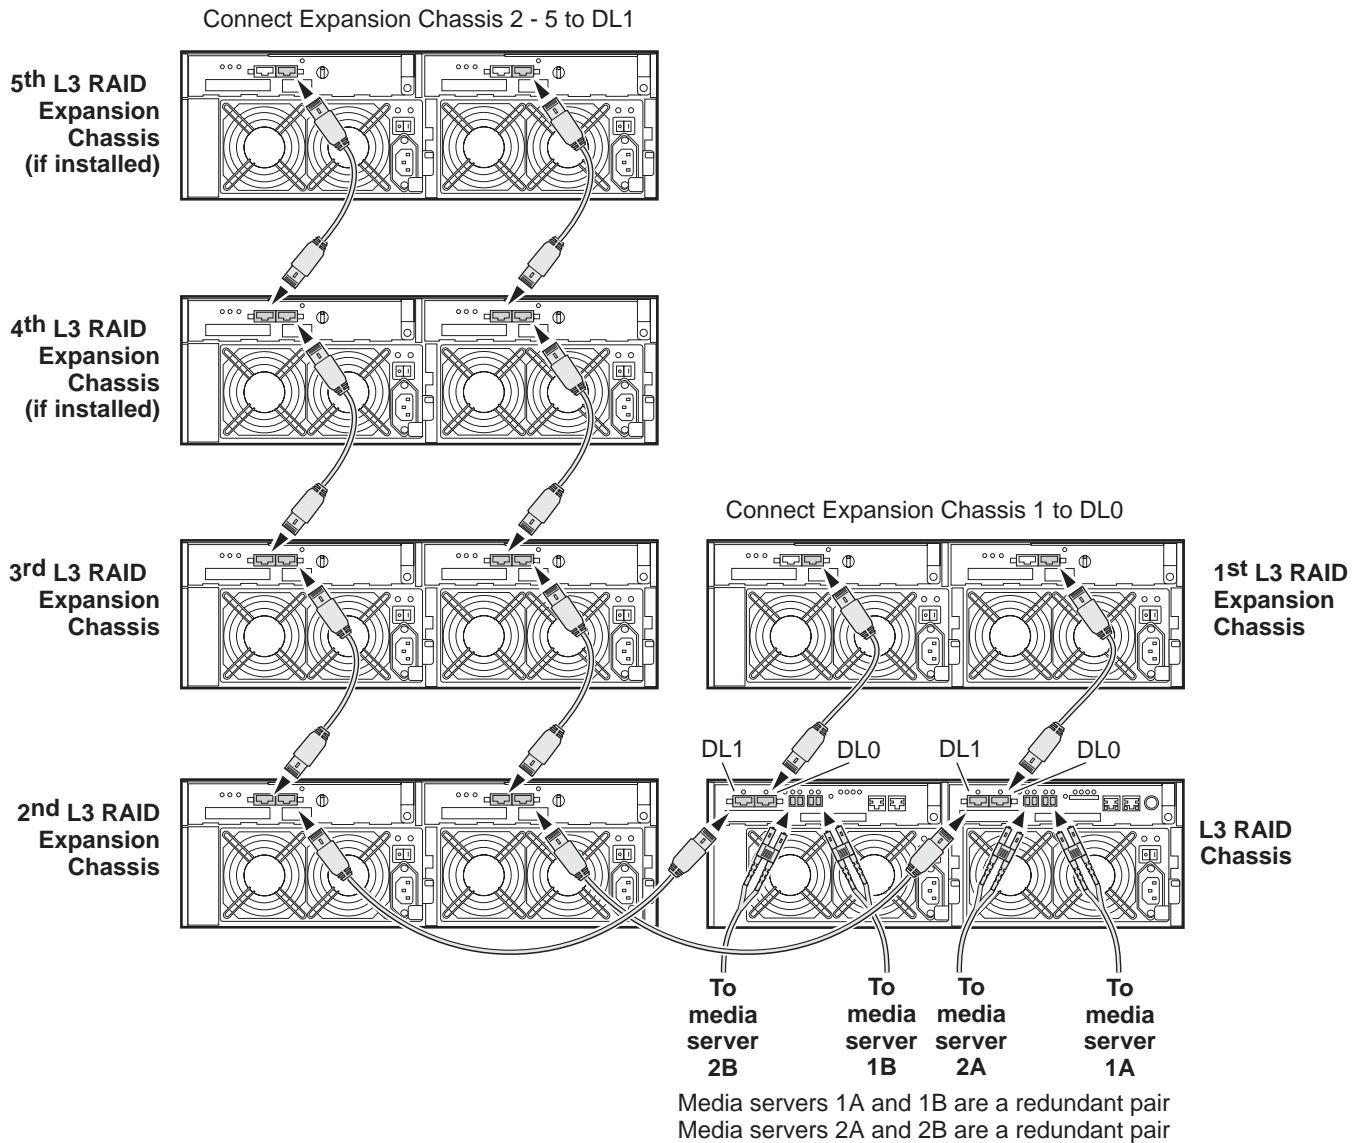 Connect Expansion Chassis 2 - 5 to DL1
5th L3 RAID
Expansion
Chassis
(if installed)
4th L3 RAID
Expansion
Chassis
(if installed)
3rd L3 RAID
Expansion
Chassis
2nd L3 RAID
Expansion
Chassis
Connect Expansion Chassis 1 to DL0
1st L3 RAID
Expansion
Chassis
DL1
DL0
DL1
DL0
L3 RAID
Chassis
To
media
server
2B
To
media
server
1B
To
media
server
2A
To
media
server
1A
Media servers 1A and 1B are a redundant pair
Media servers 2A and 2B are a redundant pair